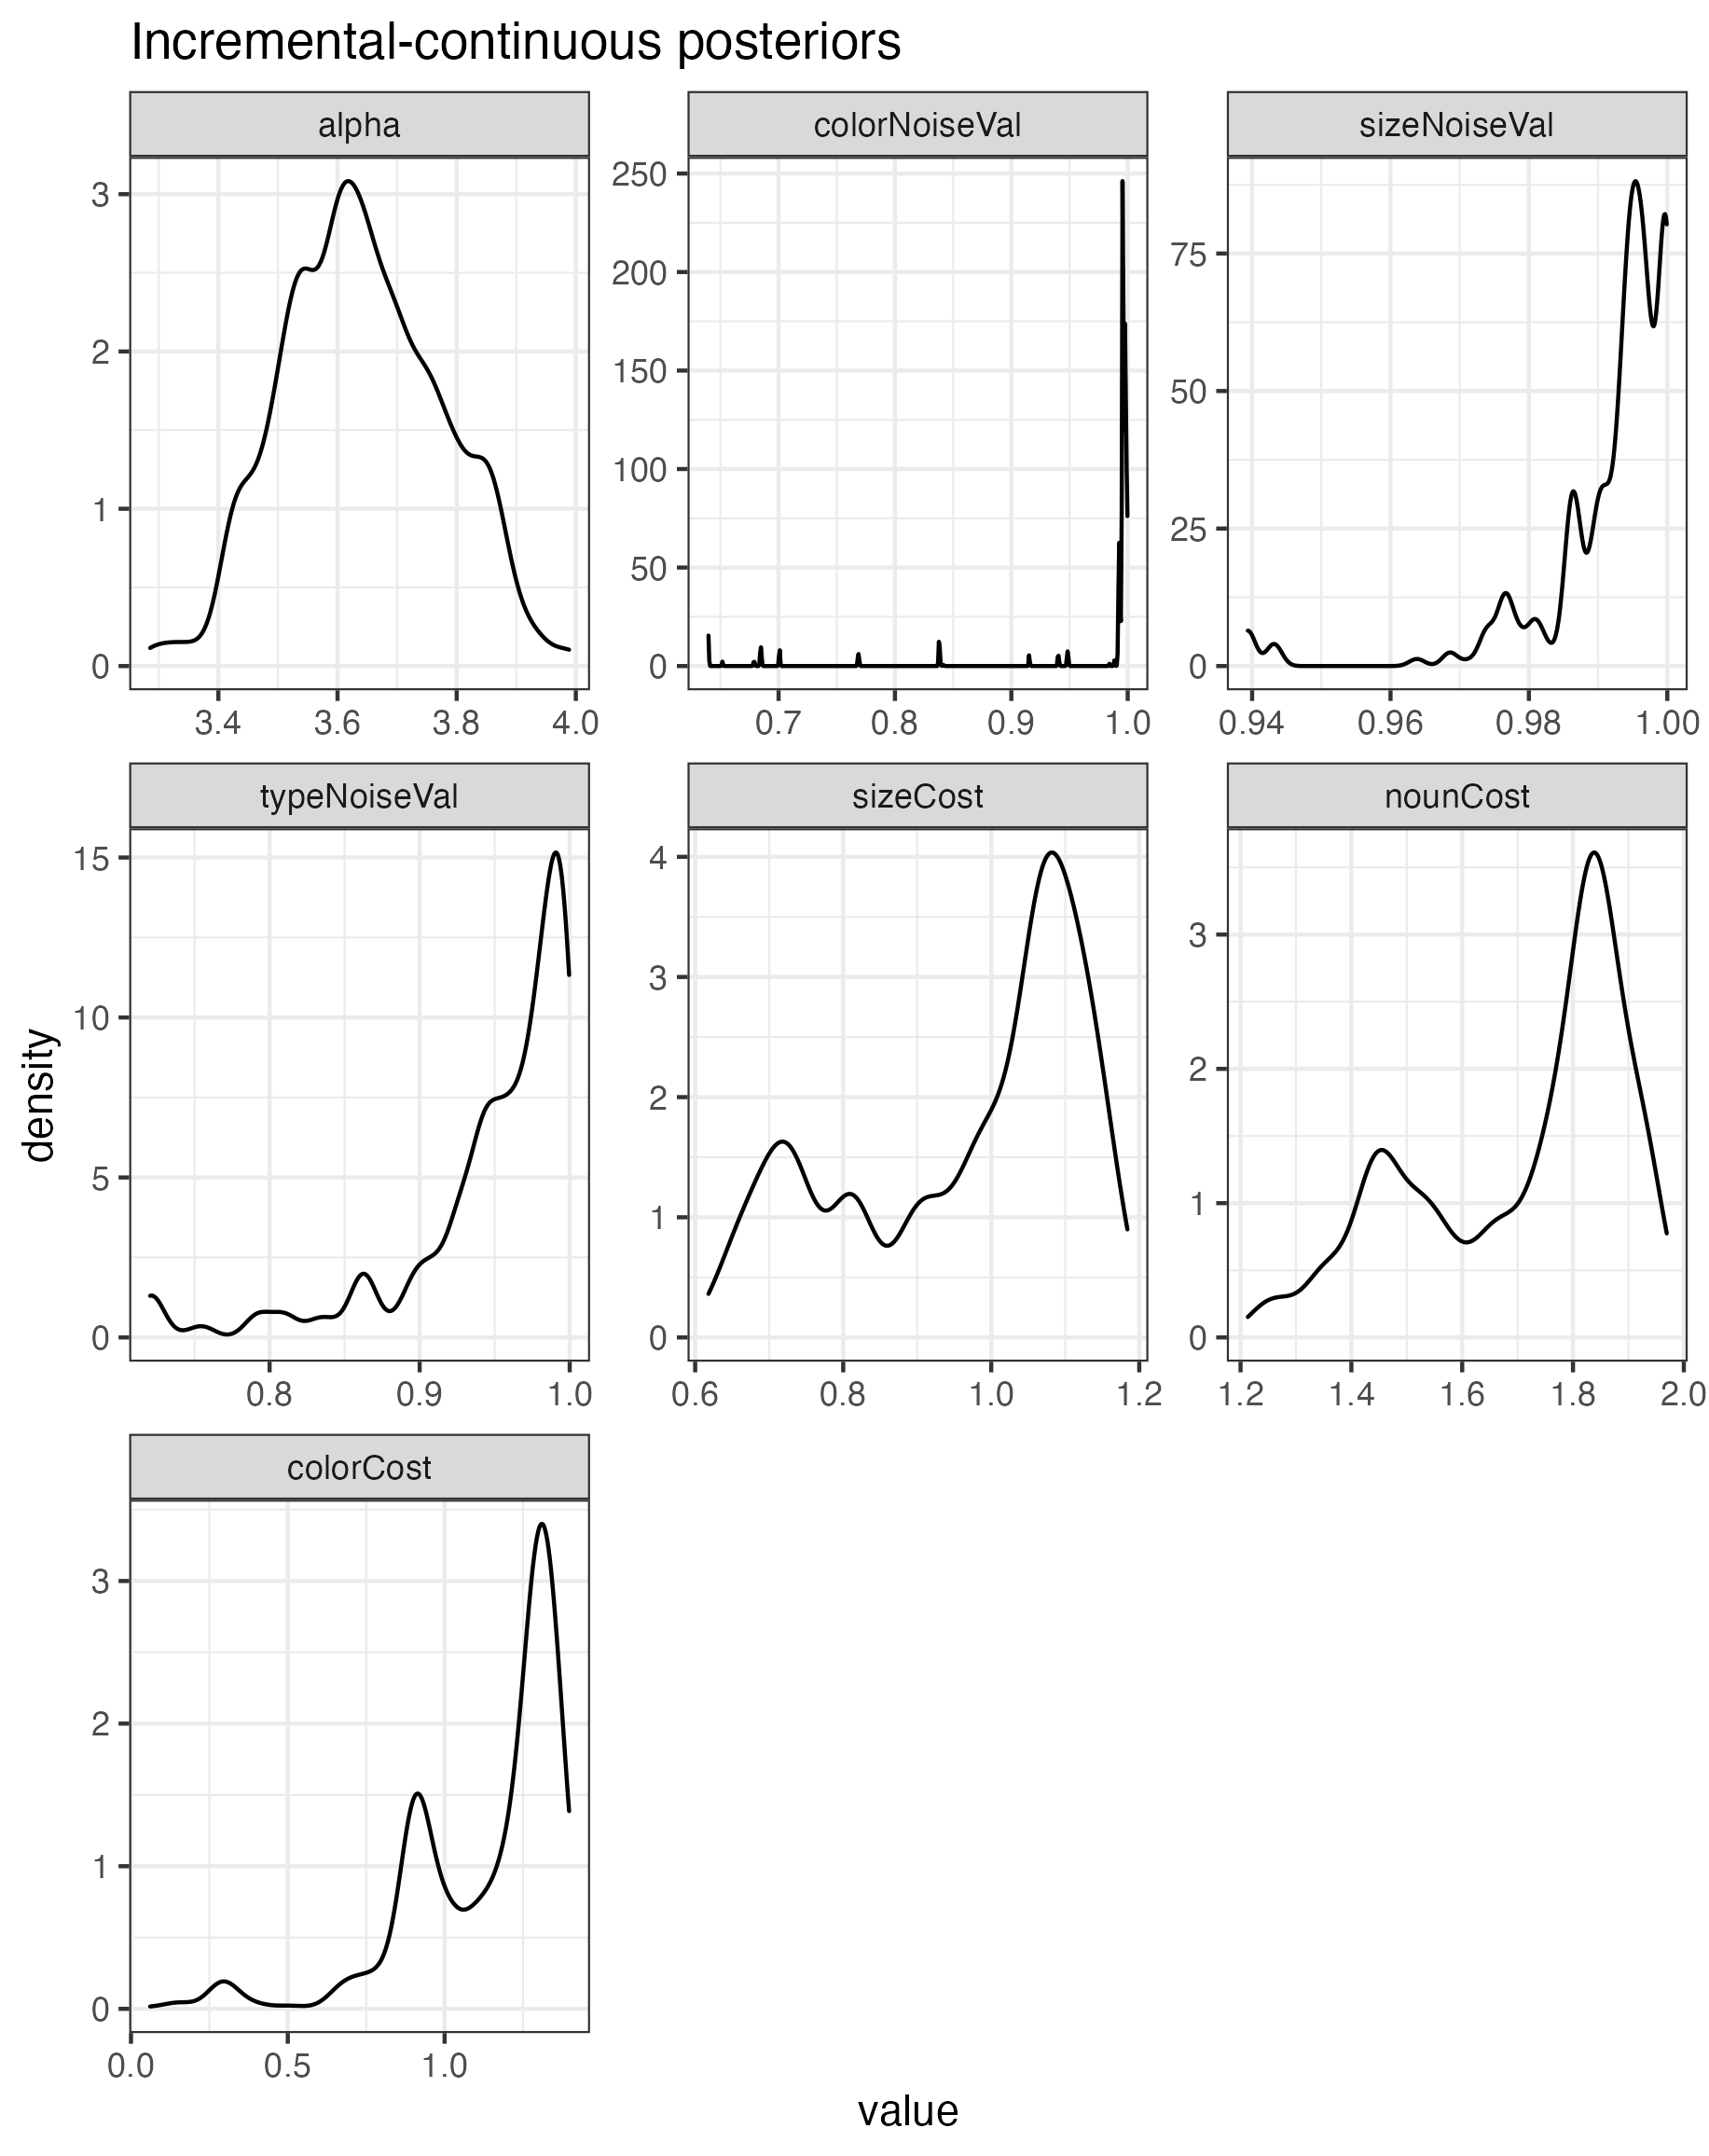 Incremental-continuous posteriors
alpha
colorNoiseVal
sizeNoiseVal
3
2
1
0
250
200
150
100
50
0
75
50
25
0
3.4 3.6 3.8 4.0
0.7 0.8 0.9 1.0
0.94 0.96 0.98 1.00
typeNoiseVal
sizeCost
nounCost
15
10
5
0
4
3
2
1
0
3
2
1
0
0.8 0.9 1.0
0.6 0.8 1.0 1.2
1.2 1.4 1.6 1.8 2.0
density
colorCost
3
2
1
0
0.0 0.5 1.0
value